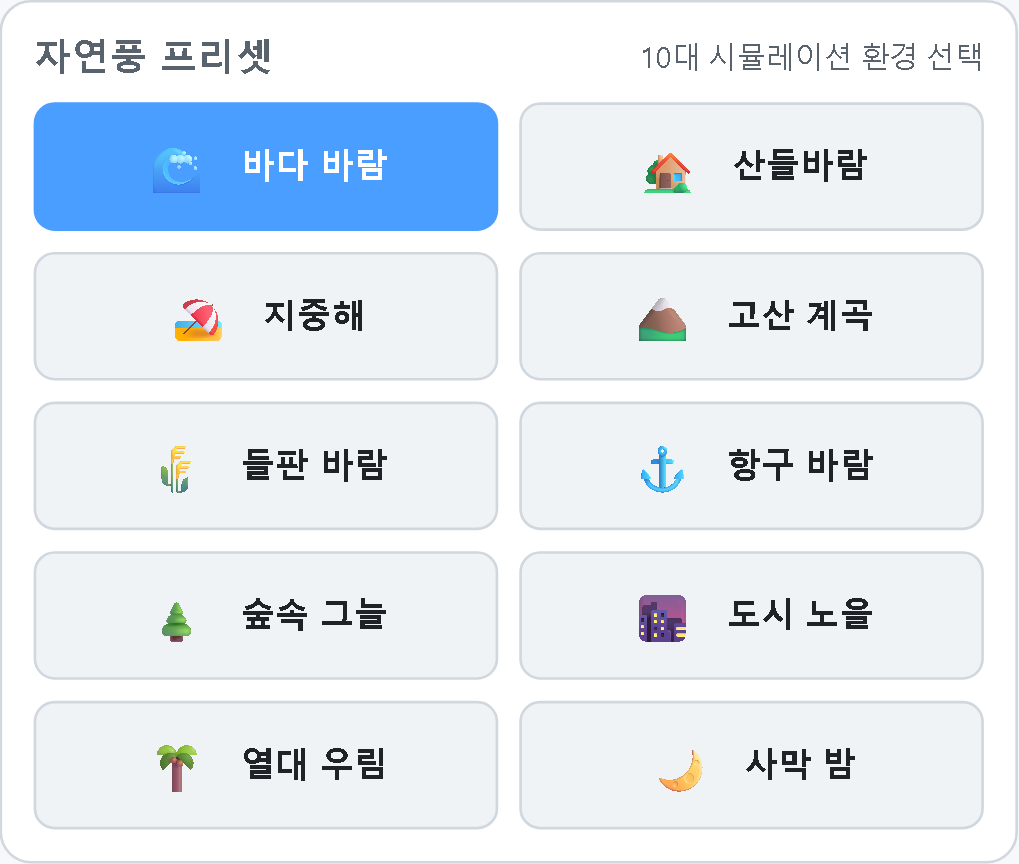 자연풍 프리셋
10대 시뮬레이션 환경 선택
바다 바람
산들바람
지중해
고산 계곡
들판 바람
항구 바람
숲속 그늘
도시 노을
열대 우림
사막 밤